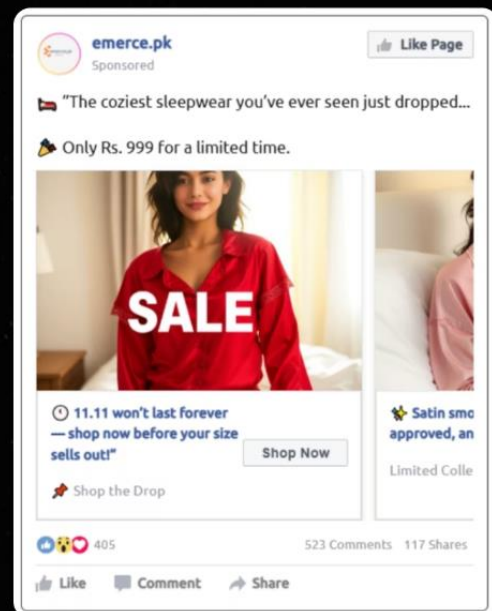 emerce.pk
Sponsored
Like Page
"The coziest sleepwear you've ever seen just dropped...
Only Rs. 999 for a limited time.
SALE
11.11 won't last forever
— shop now before your size
sells out!"
Shop Now
Shop the Drop
Satin smo
approved, an
Limited Colle
405
523 Comments 117 Shares
Like Comment Share